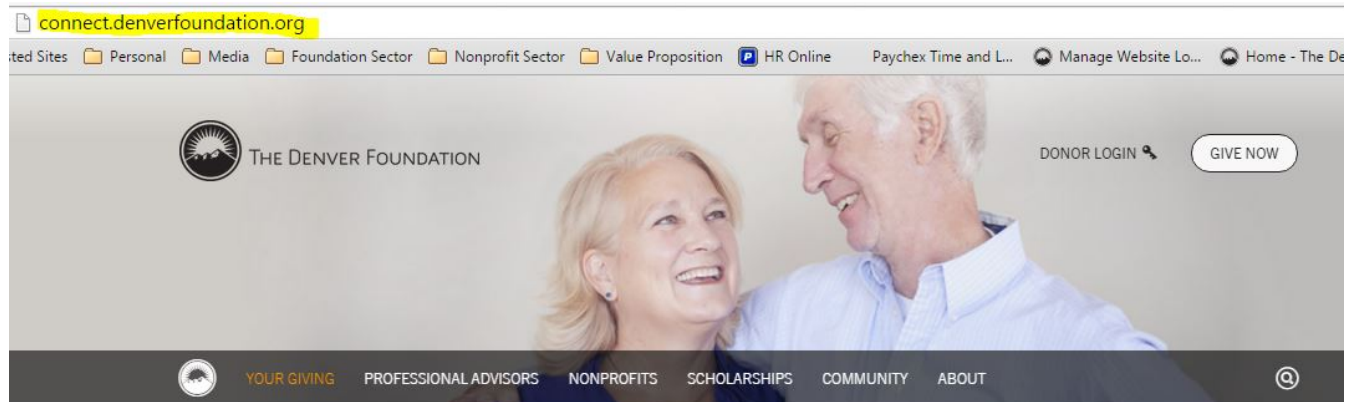 connect.denverfoundation.org
sted Sites Personal Media Foundation Sector Nonprofit Sector Value Proposition HR Online Paychex Time and L... Manage Website Lo... Home - The De
THE DENVER FOUNDATION DONOR LOGIN GIVE NOW
YOUR GIVING PROFESSIONAL ADVISORS NONPROFITS SCHOLARSHIPS COMMUNITY ABOUT